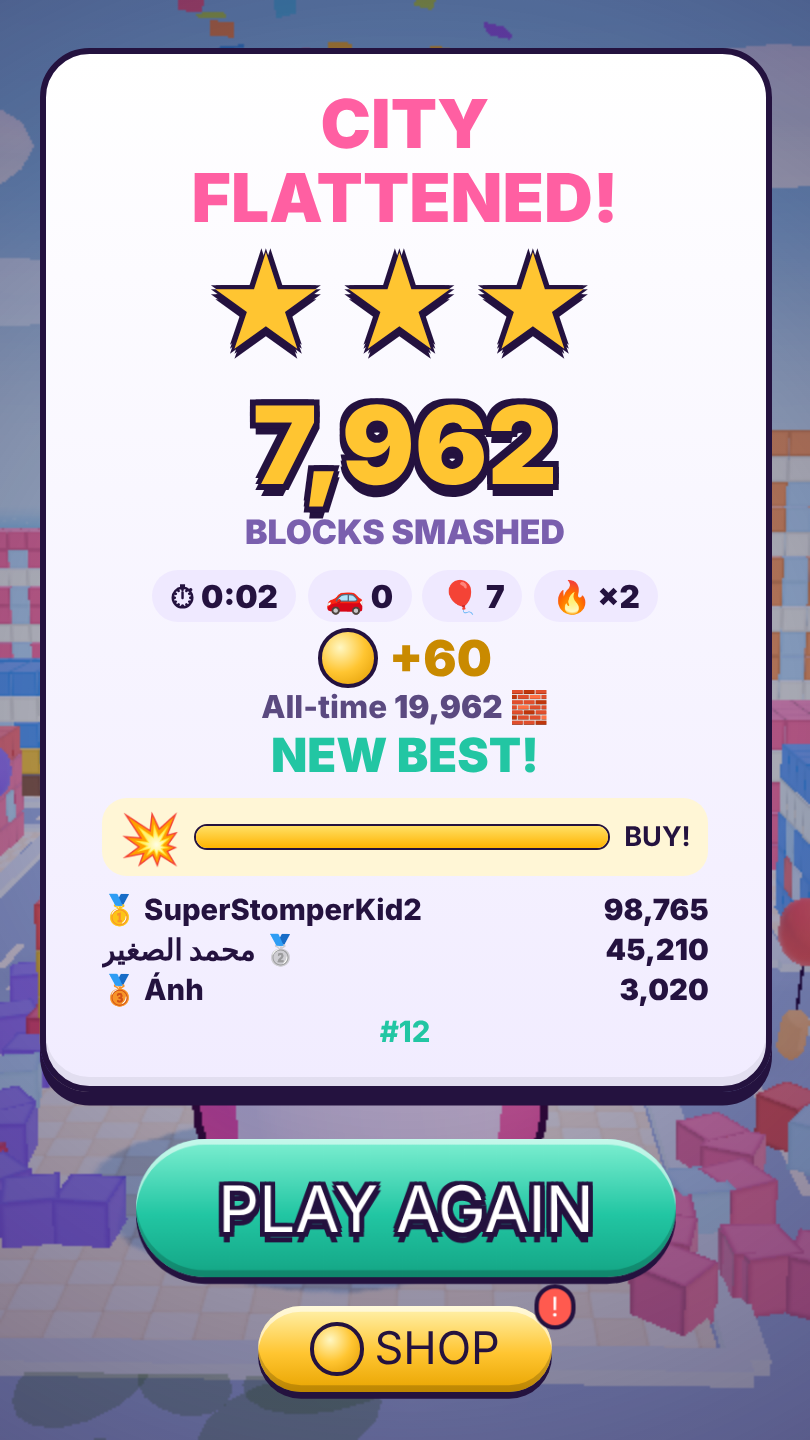 CITY
FLATTENED!
7,962
BLOCKS SMASHED
⏱ 0:02 🚗 0 🎈 7 🔥 ×2
+60
All-time 19,962 🧱
NEW BEST!
💥 BUY!
🥇 SuperStomperKid2 98,765
🥈 محمد الصغير 45,210
🥉 Ánh 3,020
#12
PLAY AGAIN
!
SHOP